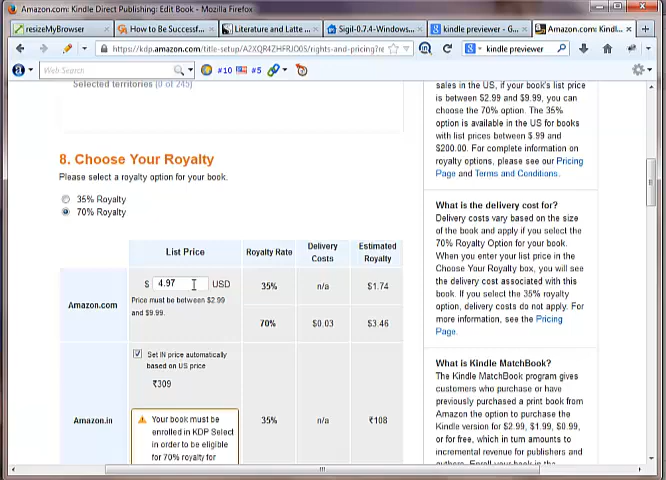 Amazon.com: Kindle Direct Publishing: Edit Book - Mozilla Firefox
resizeMyBrowser
How to Be Successf...
Literature and Latte ...
Sigil-0.7.4-Windows...
kindle previewer - G...
Amazon.com: Kindl...
https://kdp.amazon.com/title-setup/A2XQR4ZHFRJO0S/rights-and-pricing?re
kindle previewer
Web Search
#10
#5
Selected territories [0 of 245]
8. Choose Your Royalty
Please select a royalty option for your book.
35% Royalty
70% Royalty
List Price
Royalty Rate
Delivery
Costs
Estimated
Royalty
Amazon.com
$ 4.97 USD
Price must be between $2.99
and $9.99.
35%
n/a
$1.74
70%
$0.03
$3.46
Amazon.in
Set IN price automatically
based on US price
₹309
Your book must be
enrolled in KDP Select
in order to be eligible
for 70% royalty for
35%
n/a
₹108
sales in the US, if your book's list price
is between $2.99 and $9.99, you can
choose the 70% option. The 35%
option is available in the US for books
with list prices between $.99 and
$200.00. For complete information on
royalty options, please see our Pricing
Page and Terms and Conditions.
What is the delivery cost for?
Delivery costs vary based on the size
of the book and apply if you select the
70% Royalty Option for your book.
When you enter your list price in the
Choose Your Royalty box, you will see
the delivery cost associated with this
book. If you select the 35% royalty
option, delivery costs do not apply. For
more information, see the Pricing
Page.
What is Kindle MatchBook?
The Kindle MatchBook program gives
customers who purchase or have
previously purchased a print book from
Amazon the option to purchase the
Kindle version for $2.99, $1.99, $0.99,
or for free, which in turn amounts to
incremental revenue for publishers and
authors. Enroll your book in the